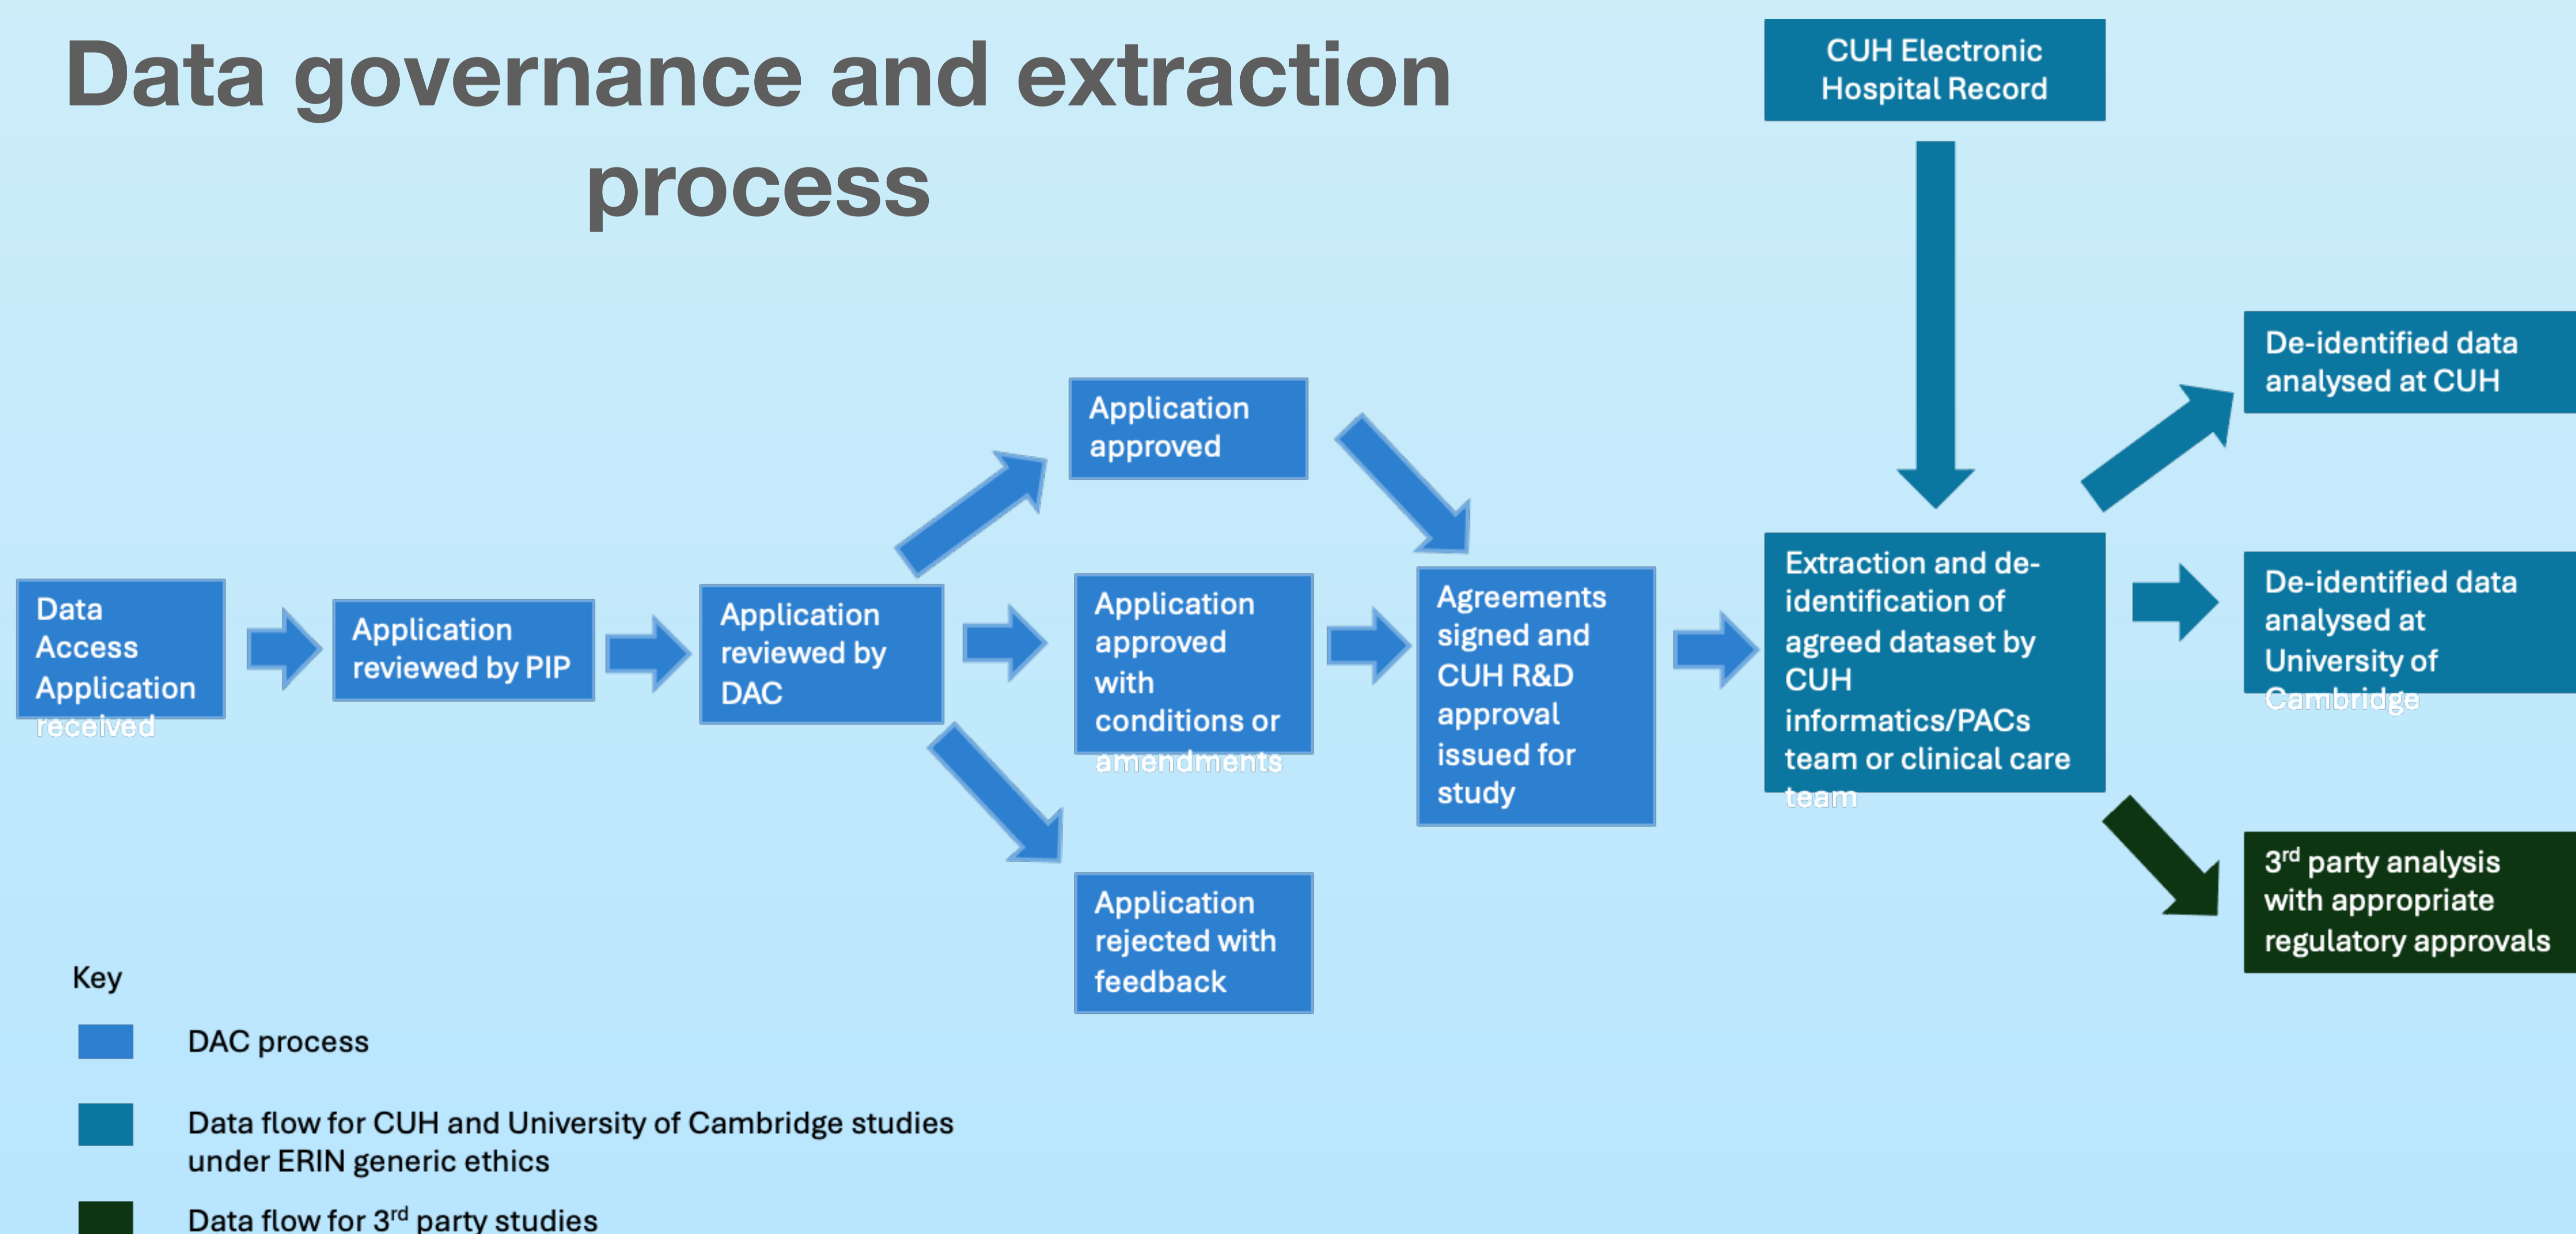 Data governance and extraction
process
CUH Electronic
Hospital Record
De-identified data
analysed at CUH
Application
approved
Data
Access
Application
received
Application
reviewed by PIP
Application
reviewed by
DAC
Application
approved
with
conditions or
amendments
Agreements
signed and
CUH R&D
approval
issued for
study
Extraction and de-
identification of
agreed dataset by
CUH
informatics/PACs
team or clinical care
team
De-identified data
analysed at
University of
Cambridge
Application
rejected with
feedback
3rd party analysis
with appropriate
regulatory approvals
Key
DAC process
Data flow for CUH and University of Cambridge studies
under ERIN generic ethics
Data flow for 3rd party studies